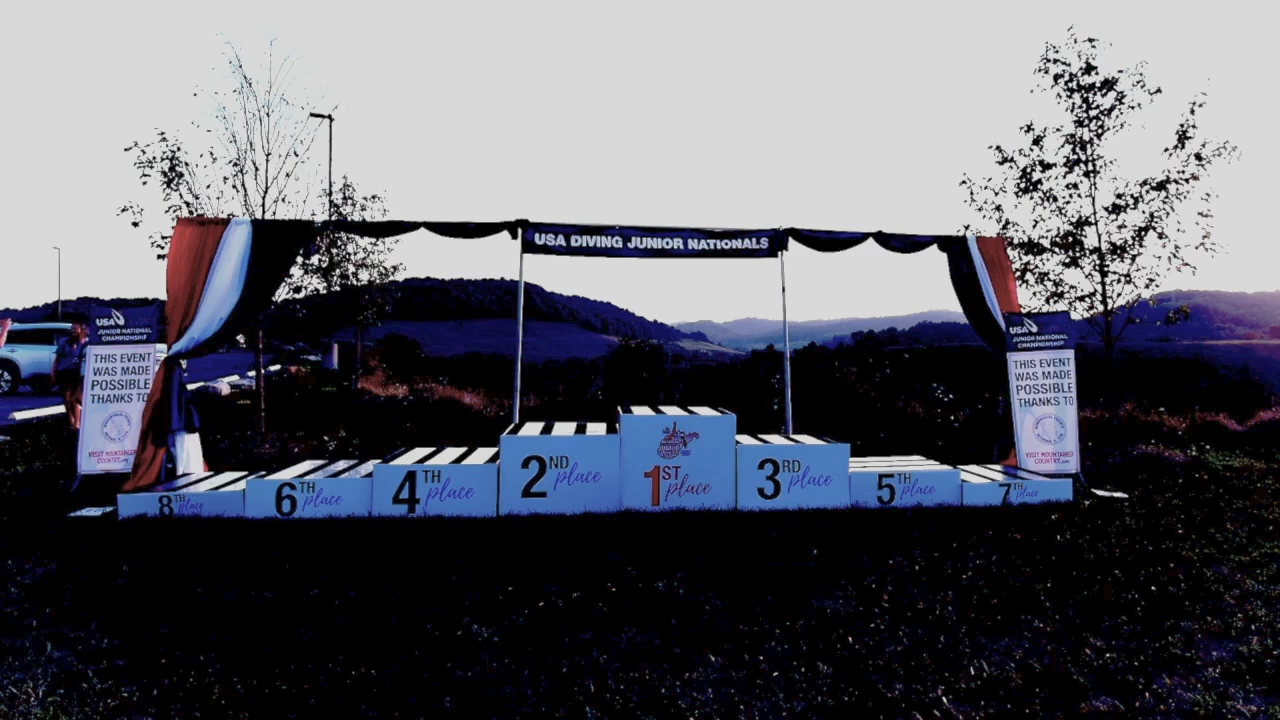 USA DIVING JUNIOR NATIONALS
USA
JUNIOR NATIONAL
CHAMPIONSHIP
THIS EVENT
WAS MADE
POSSIBLE
THANKS TO
VISIT MOUNTAINEER
COUNTRY.com
USA
JUNIOR NATIONAL
CHAMPIONSHIP
THIS EVENT
WAS MADE
POSSIBLE
THANKS TO
VISIT MOUNTAINEER
COUNTRY.com
8TH place
6TH place
4TH place
2ND place
1ST place
3RD place
5TH place
7TH place